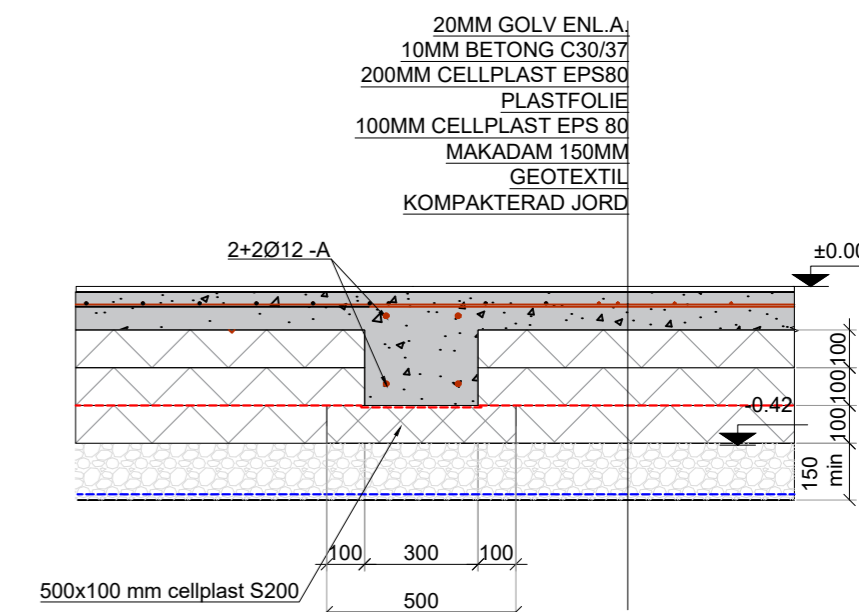 20MM GOLV ENL.A.
10MM BETONG C30/37
200MM CELLPLAST EPS80
PLASTFOLIE
100MM CELLPLAST EPS 80
MAKADAM 150MM
GEOTEXTIL
KOMPAKTERAD JORD
2+2Ø12 -A
±0.00
100
100
100
-0.42
150
min
100 300 100
500x100 mm cellplast S200
500